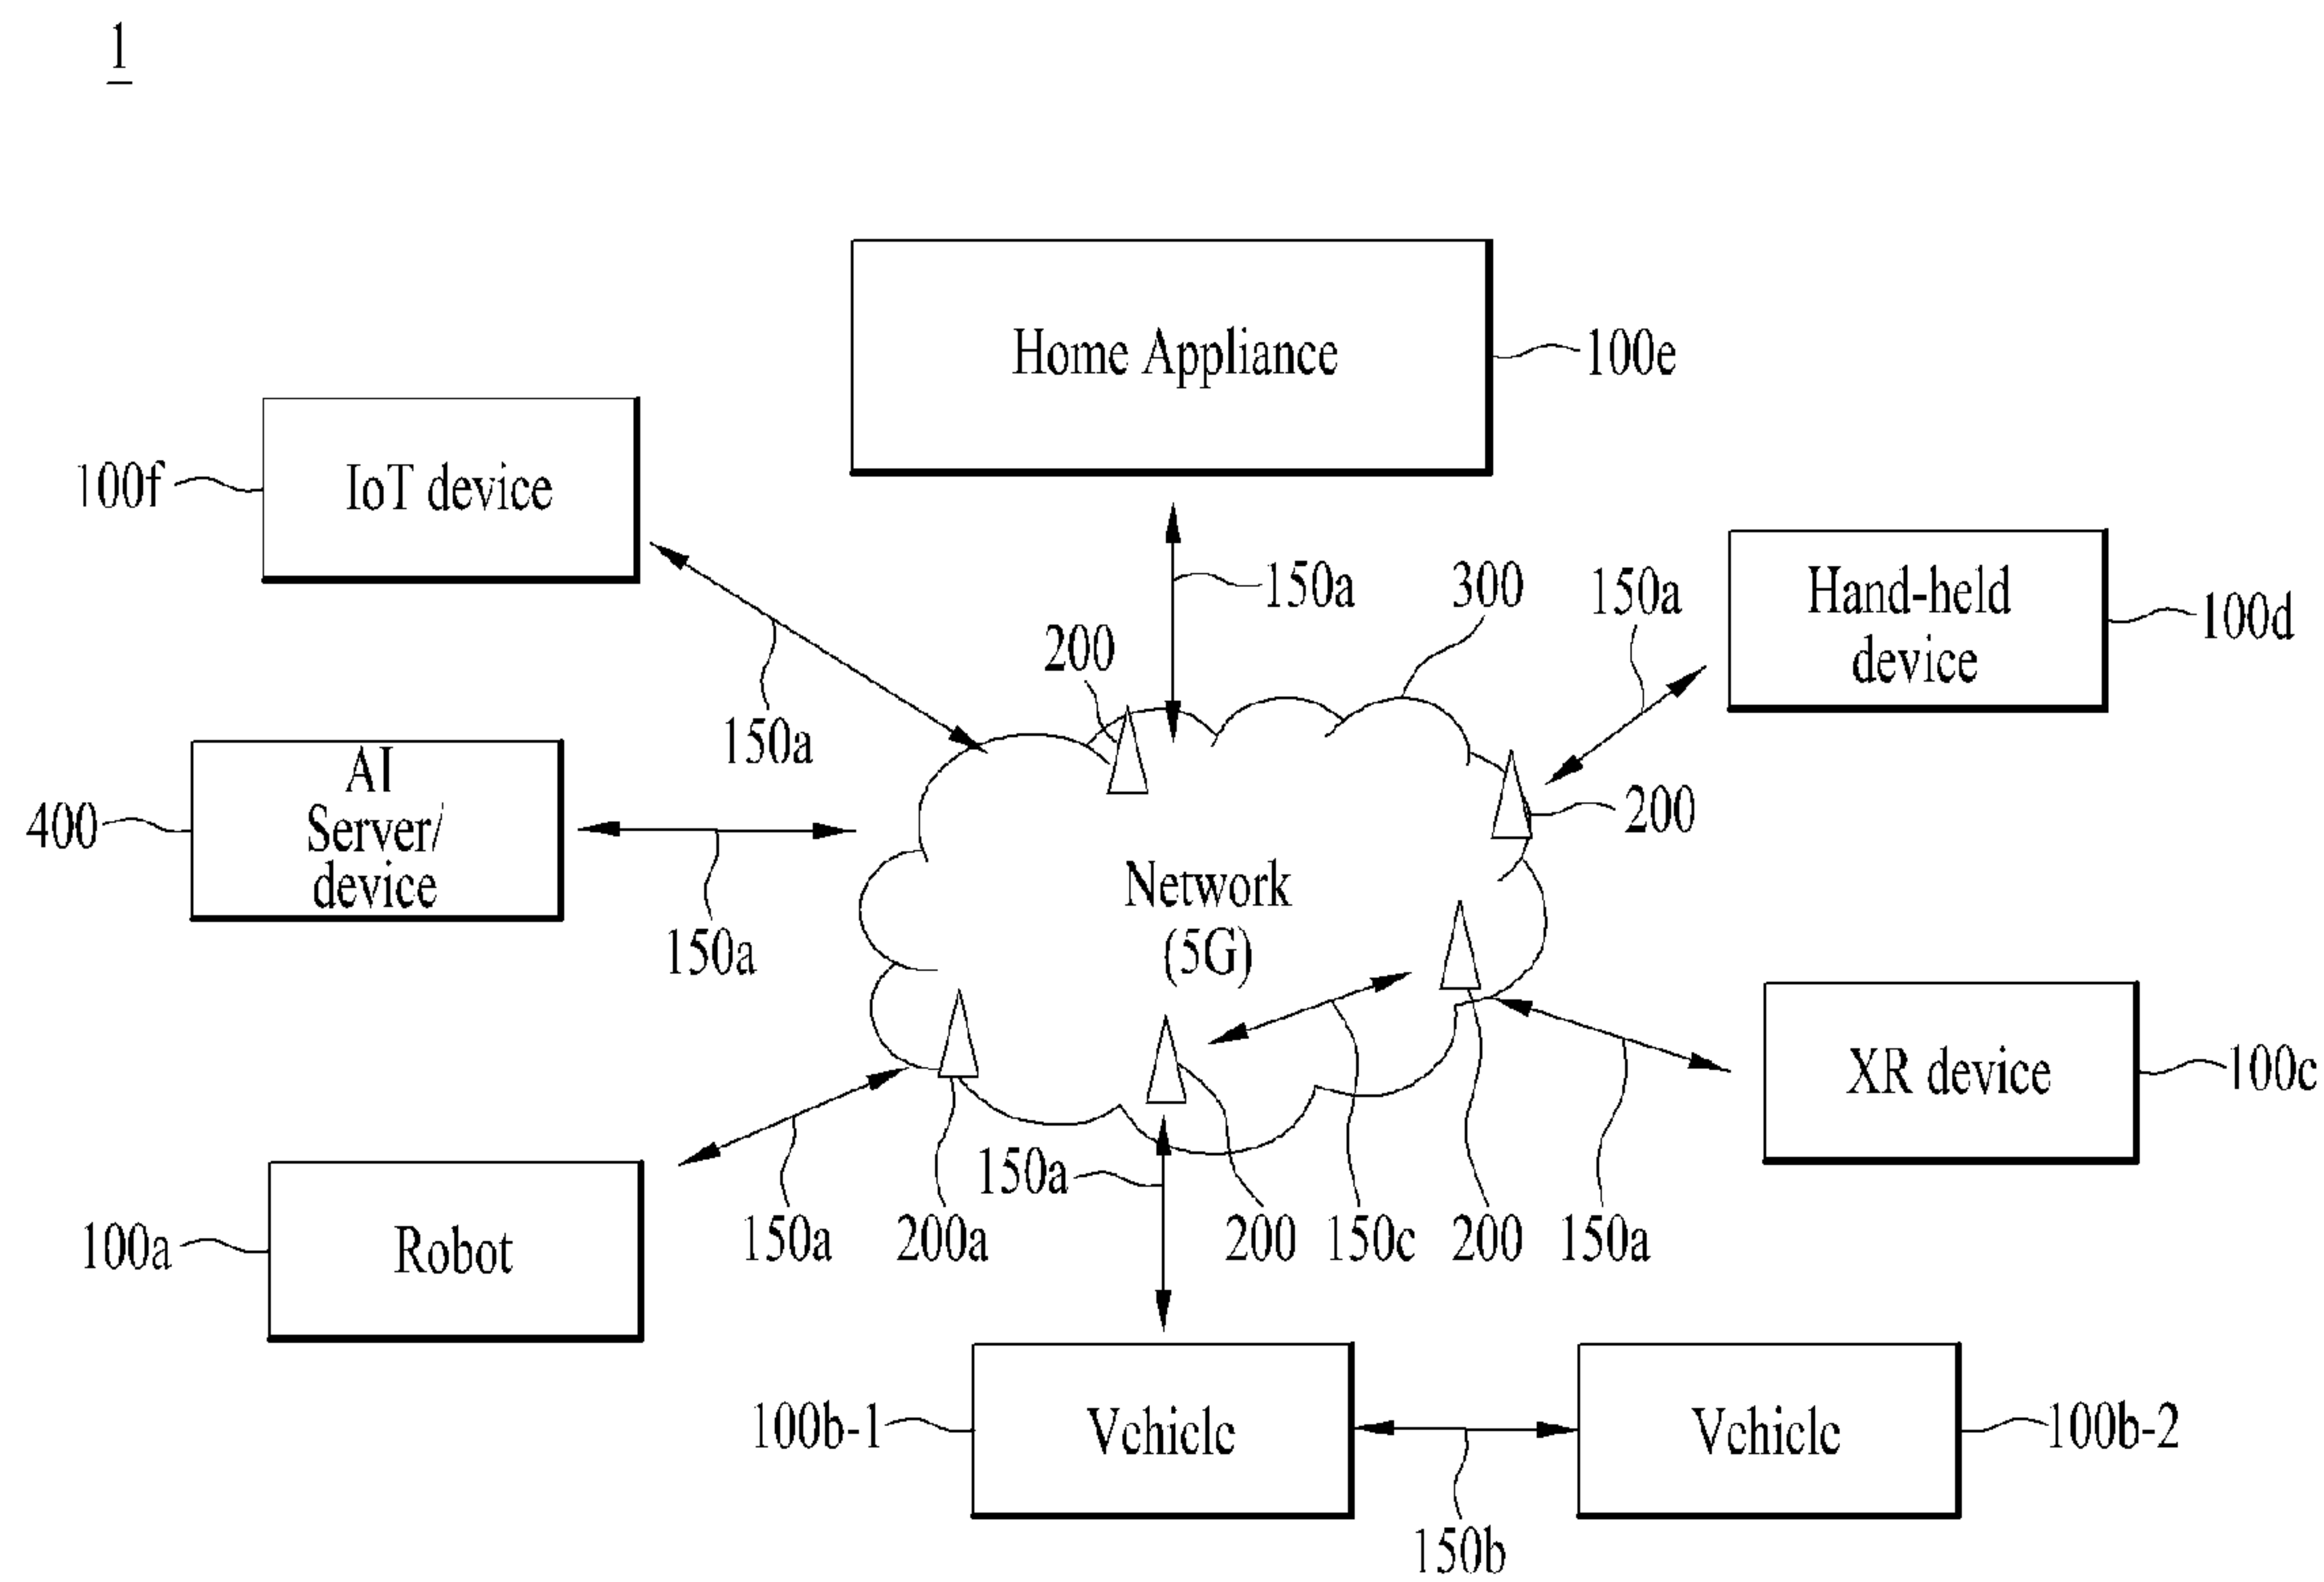 1
Home Appliance
100e
100f
IoT device
150a
300
150a
Hand-held
device
100d
200
150a
400
AI
Server/
device
150a
200
Network
(5G)
XR device
100c
100a
Robot
150a
200a
150a
200
150c
200
150a
100b-1
Vehicle
Vehicle
100b-2
150b